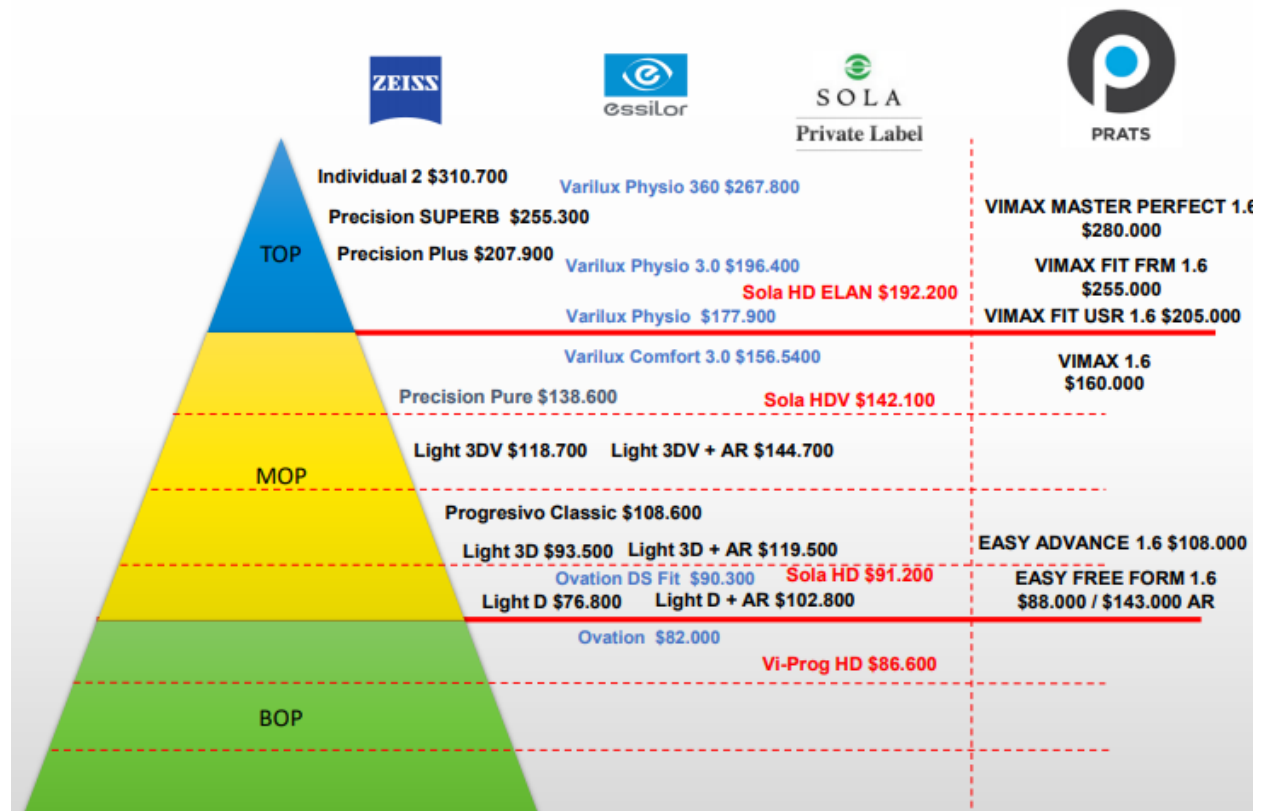 ZEISS
essilor
SOLA
Private Label
PRATS
Individual 2 $310.700
Varilux Physio 360 $267.800
Precision SUPERB $255.300
VIMAX MASTER PERFECT 1.6
$280.000
TOP
Precision Plus $207.900
Varilux Physio 3.0 $196.400
VIMAX FIT FRM 1.6
$255.000
Sola HD ELAN $192.200
Varilux Physio $177.900
VIMAX FIT USR 1.6 $205.000
Varilux Comfort 3.0 $156.5400
VIMAX 1.6
$160.000
Precision Pure $138.600
Sola HDV $142.100
Light 3DV $118.700
Light 3DV + AR $144.700
MOP
Progresivo Classic $108.600
Light 3D $93.500
Light 3D + AR $119.500
EASY ADVANCE 1.6 $108.000
Ovation DS Fit $90.300
Sola HD $91.200
EASY FREE FORM 1.6
$88.000 / $143.000 AR
Light D $76.800
Light D + AR $102.800
Ovation $82.000
Vi-Prog HD $86.600
BOP